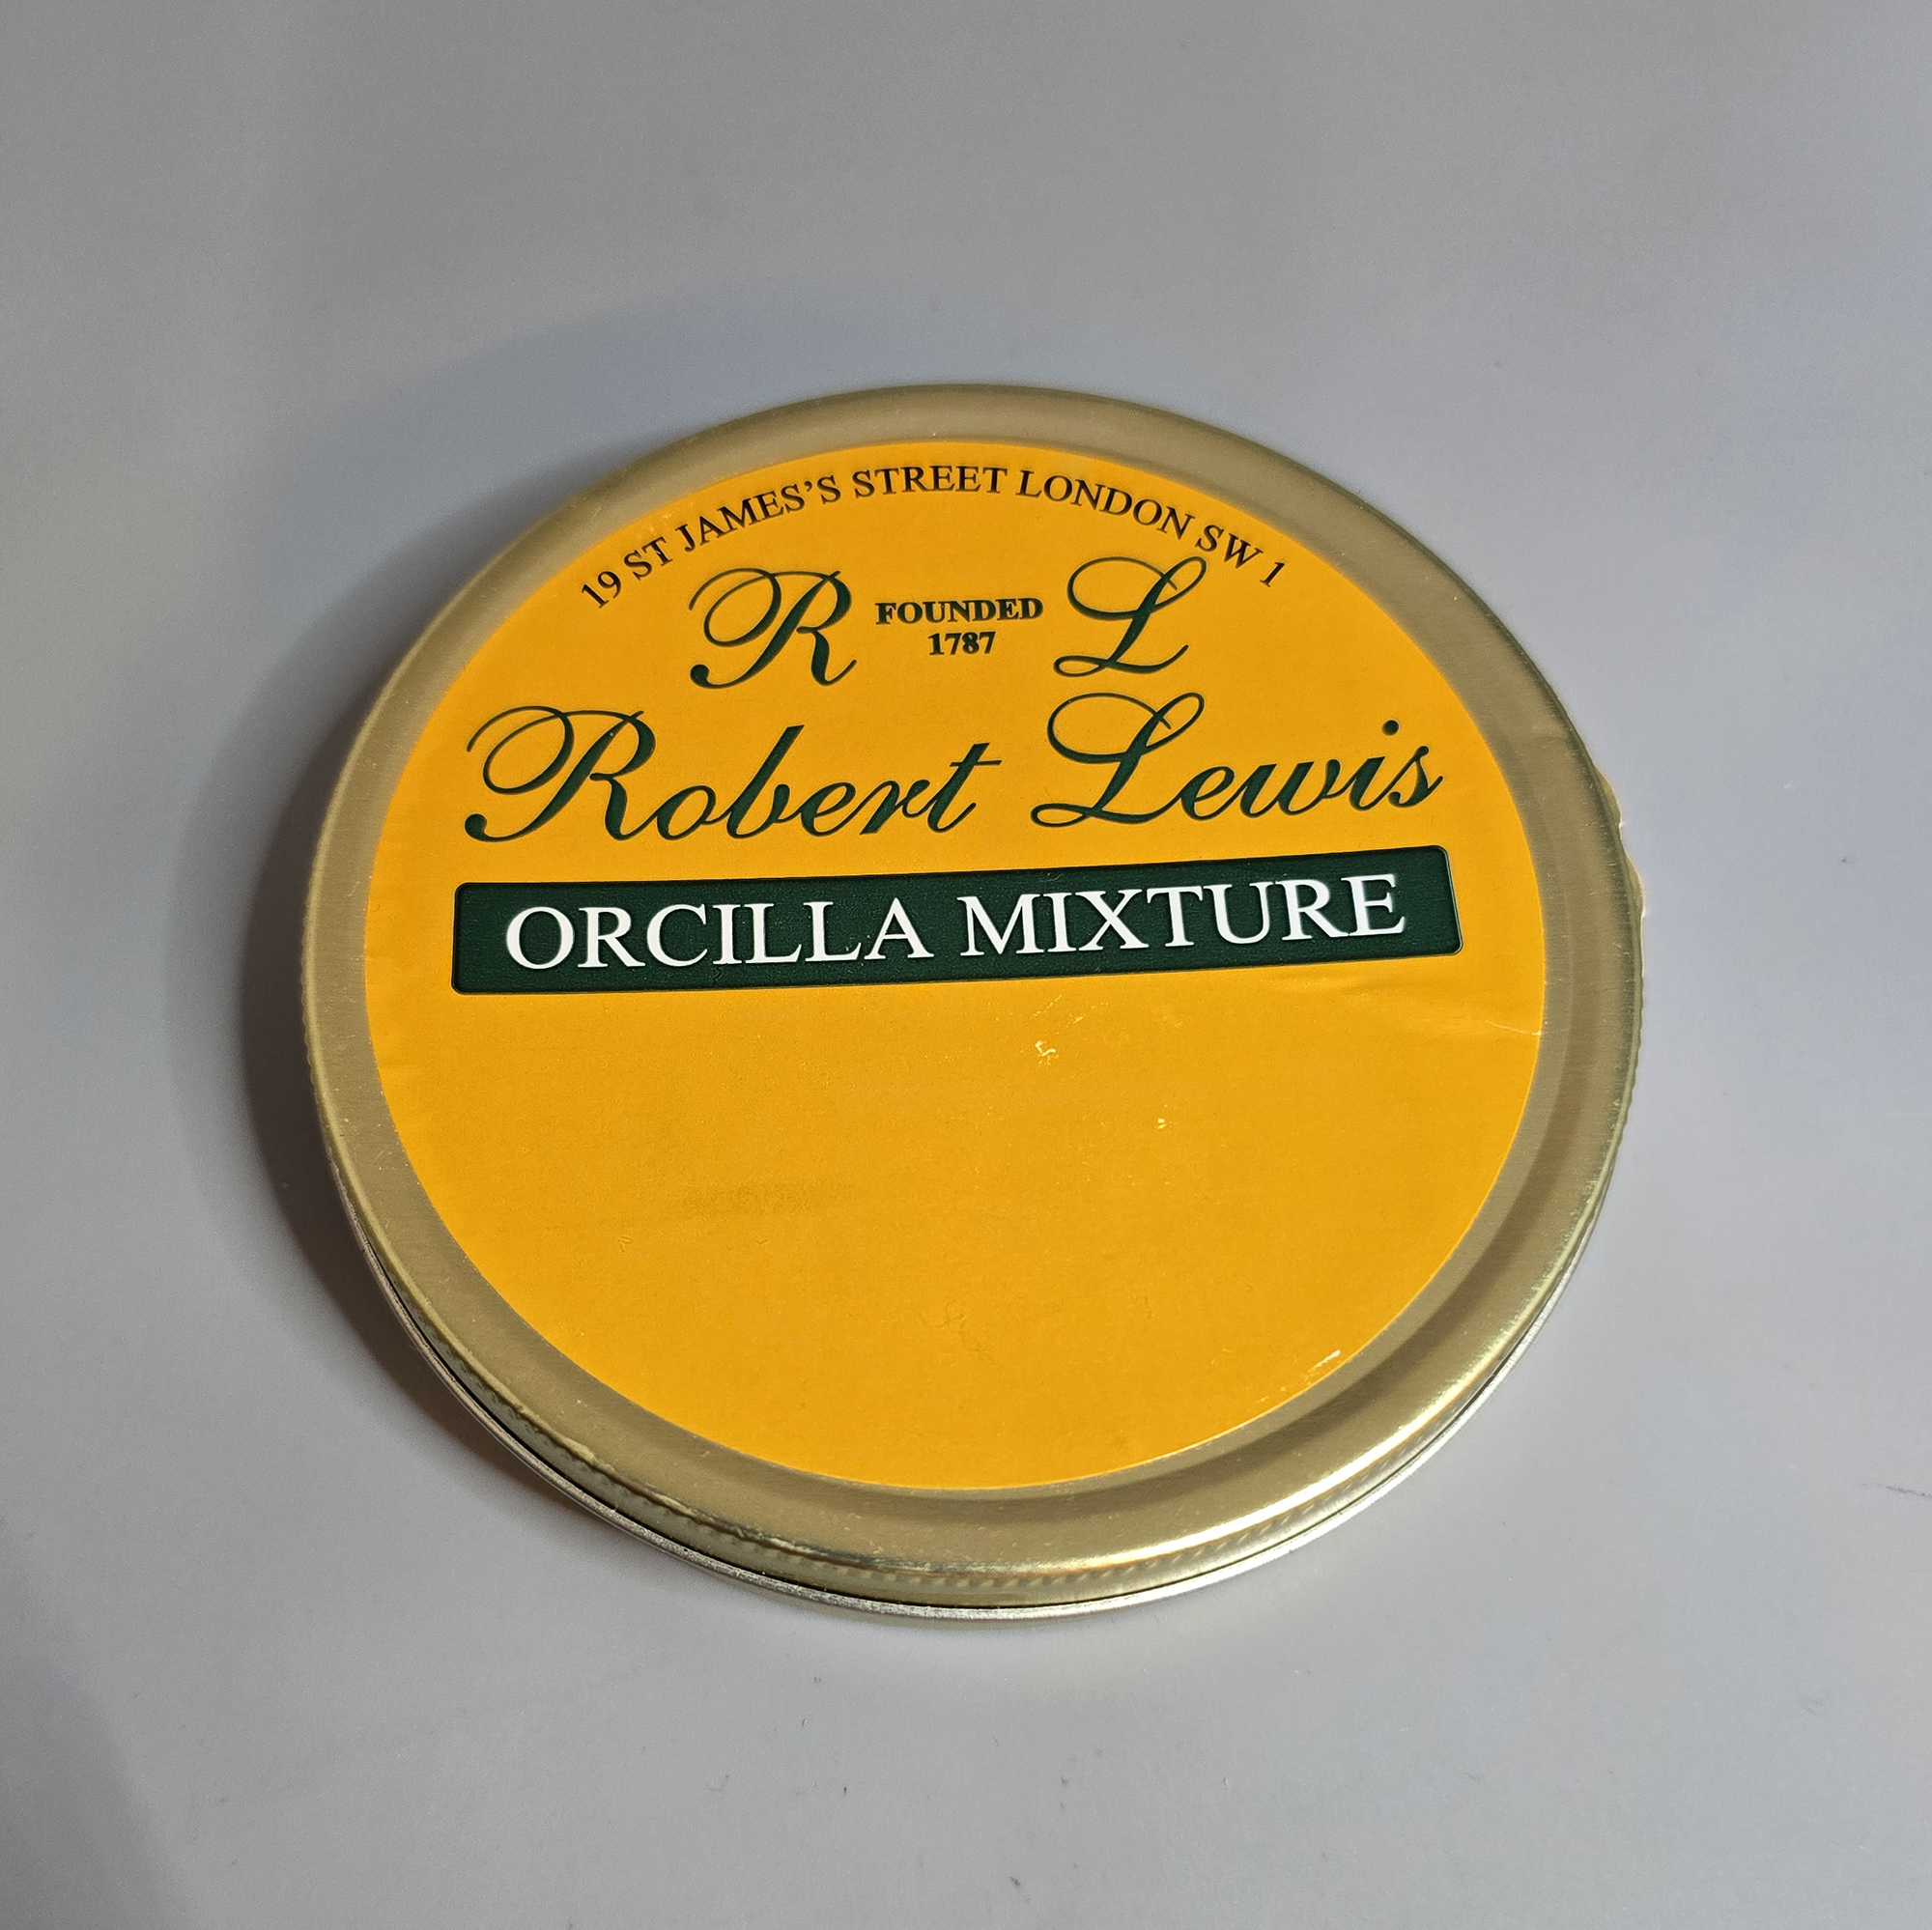 19 ST JAMES'S STREET LONDON SW 1
R FOUNDED L
1787
Robert Lewis
ORCILLA MIXTURE